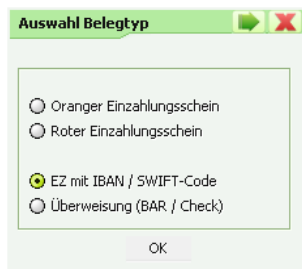 Auswahl Belegtyp
Oranger Einzahlungsschein
Roter Einzahlungsschein
EZ mit IBAN / SWIFT-Code
Überweisung (BAR / Check)
OK